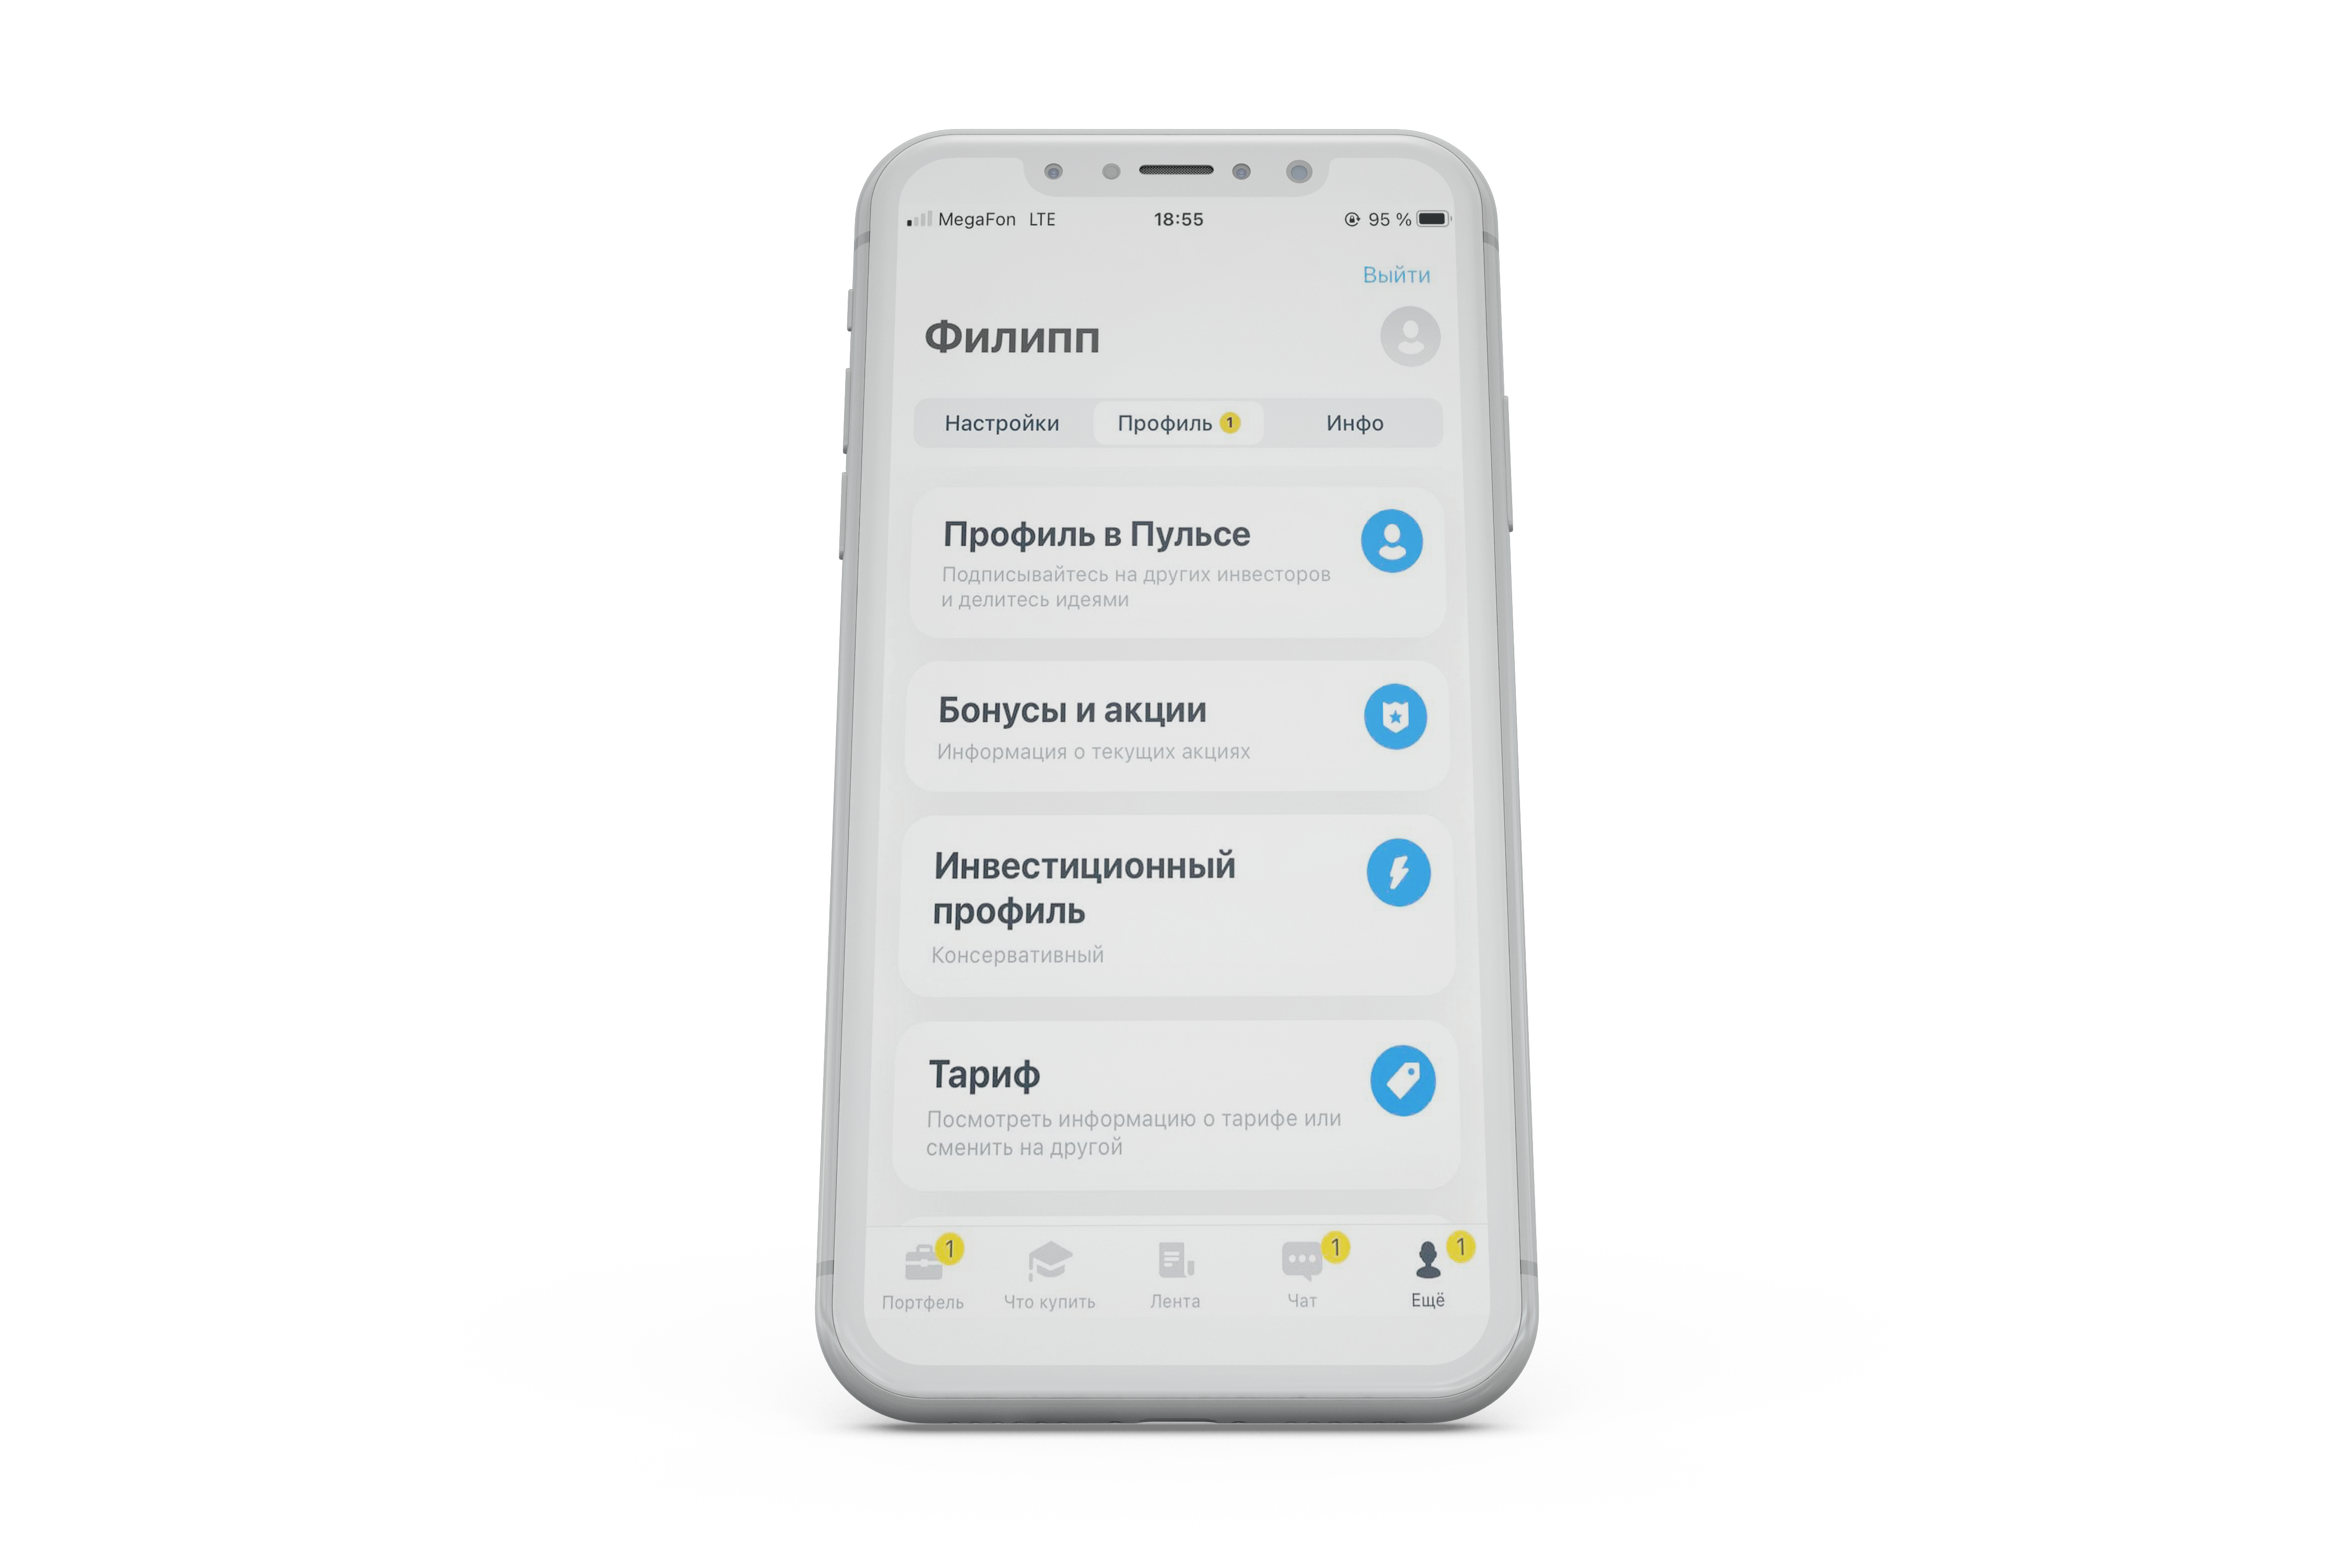 MegaFon LTE 18:55 95 %
Выйти
Филипп
Настройки Профиль 1 Инфо
Профиль в Пульсе
Подписывайтесь на других инвесторов
и делитесь идеями
Бонусы и акции
Информация о текущих акциях
Инвестиционный
профиль
Консервативный
Тариф
Посмотреть информацию о тарифе или
сменить на другой
1 1 1
Портфель Что купить Лента Чат Ещё